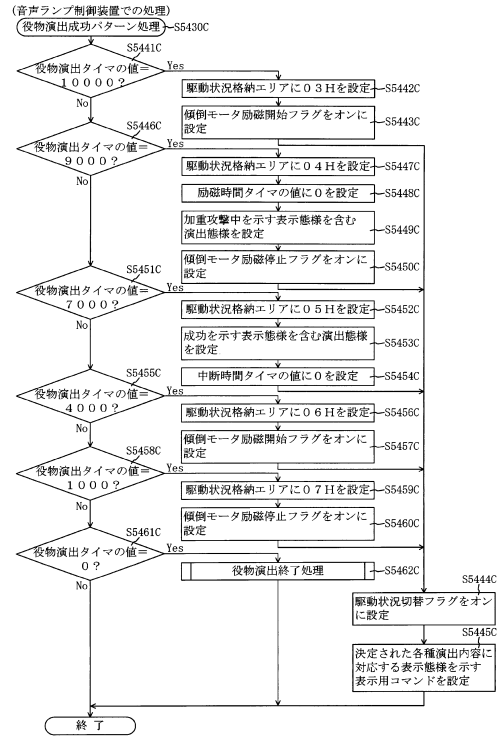 (音声ランプ制御装置での処理)
役物演出成功パターン処理
S5430C
S5441C
役物演出タイマの値=
10000?
Yes
No
駆動状況格納エリアに03Hを設定
S5442C
傾倒モータ励磁開始フラグをオンに
設定
S5443C
S5446C
役物演出タイマの値=
9000?
Yes
No
駆動状況格納エリアに04Hを設定
S5447C
励磁時間タイマの値に0を設定
S5448C
加重攻撃中を示す表示態様を含む
演出態様を設定
S5449C
傾倒モータ励磁停止フラグをオンに
設定
S5450C
S5451C
役物演出タイマの値=
7000?
Yes
No
駆動状況格納エリアに05Hを設定
S5452C
成功を示す表示態様を含む演出態様
を設定
S5453C
中断時間タイマの値に0を設定
S5454C
S5455C
役物演出タイマの値=
4000?
Yes
No
駆動状況格納エリアに06Hを設定
S5456C
傾倒モータ励磁開始フラグをオンに
設定
S5457C
S5458C
役物演出タイマの値=
1000?
Yes
No
駆動状況格納エリアに07Hを設定
S5459C
傾倒モータ励磁停止フラグをオンに
設定
S5460C
S5461C
役物演出タイマの値=
0?
Yes
No
役物演出終了処理
S5462C
S5444C
駆動状況切替フラグをオン
に設定
S5445C
決定された各種演出内容に
対応する表示態様を示す
表示用コマンドを設定
終了